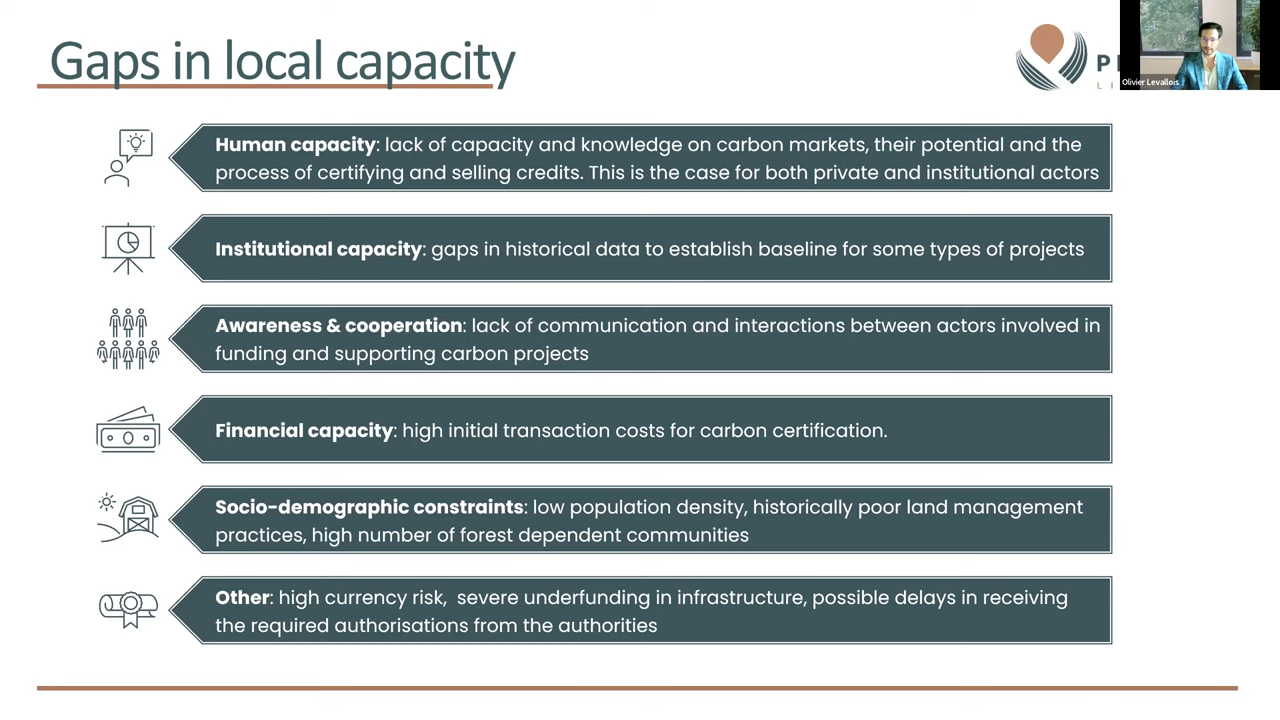 Gaps in local capacity
Olivier Levallois
Human capacity: lack of capacity and knowledge on carbon markets, their potential and the
process of certifying and selling credits. This is the case for both private and institutional actors
Institutional capacity: gaps in historical data to establish baseline for some types of projects
Awareness & cooperation: lack of communication and interactions between actors involved in
funding and supporting carbon projects
Financial capacity: high initial transaction costs for carbon certification.
Socio-demographic constraints: low population density, historically poor land management
practices, high number of forest dependent communities
Other: high currency risk,  severe underfunding in infrastructure, possible delays in receiving
the required authorisations from the authorities